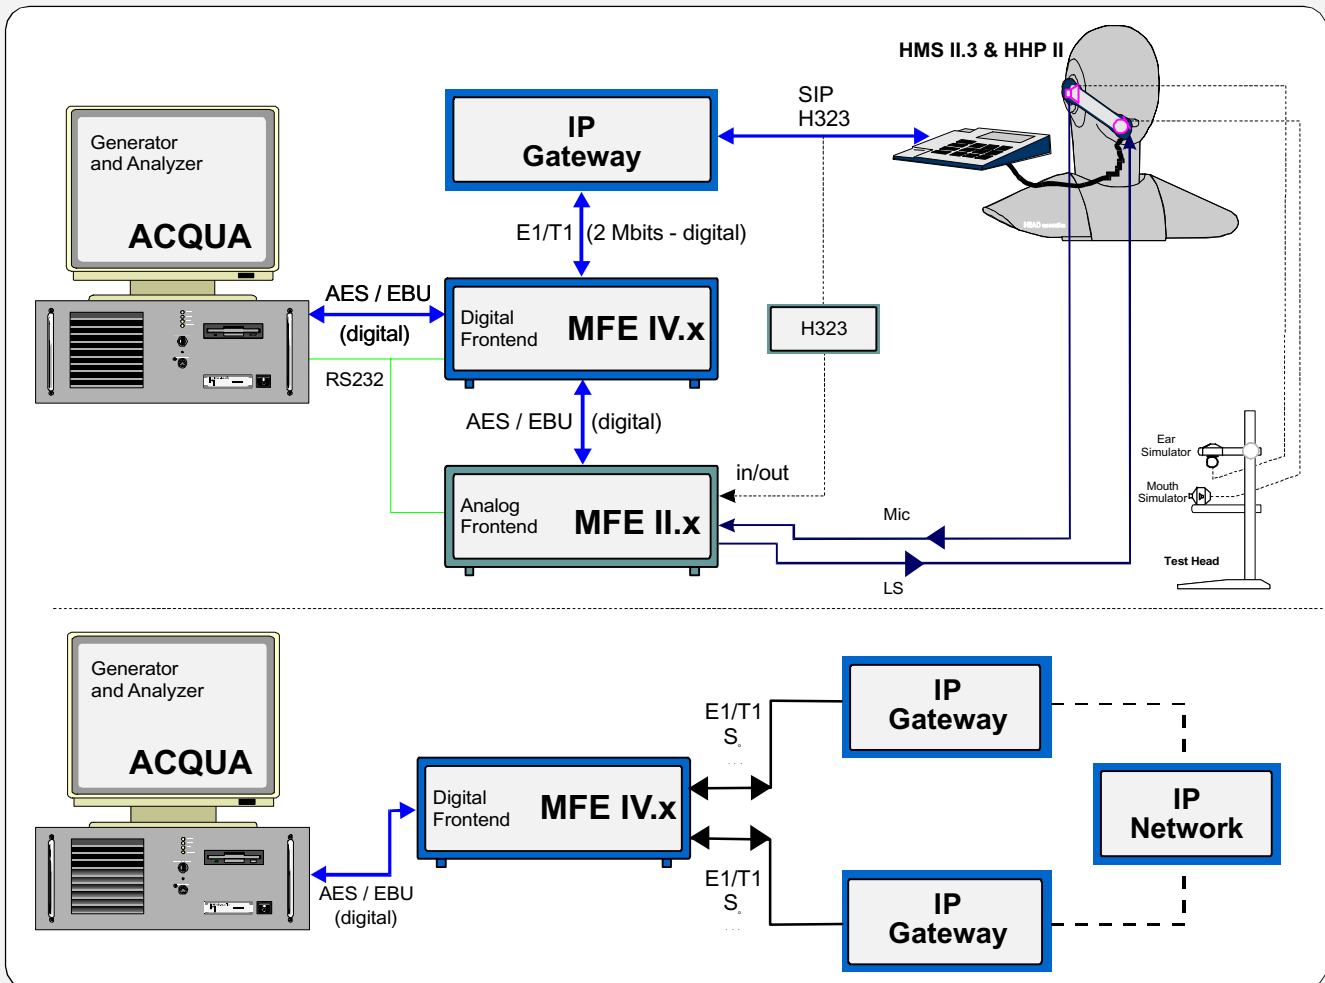 HMS II.3 & HHP II
SIP
H323
Generator
and Analyzer
ACQUA
IP
Gateway
E1/T1 (2 Mbits - digital)
AES / EBU
(digital)
Digital
Frontend
MFE IV.x
H323
RS232
AES / EBU (digital)
in/out
Analog
Frontend
MFE II.x
Mic
LS
Ear
Simulator
Mouth
Simulator
Test Head
Generator
and Analyzer
ACQUA
AES / EBU
(digital)
Digital
Frontend
MFE IV.x
E1/T1
S₀
...
IP
Gateway
IP
Network
E1/T1
S₀
...
IP
Gateway